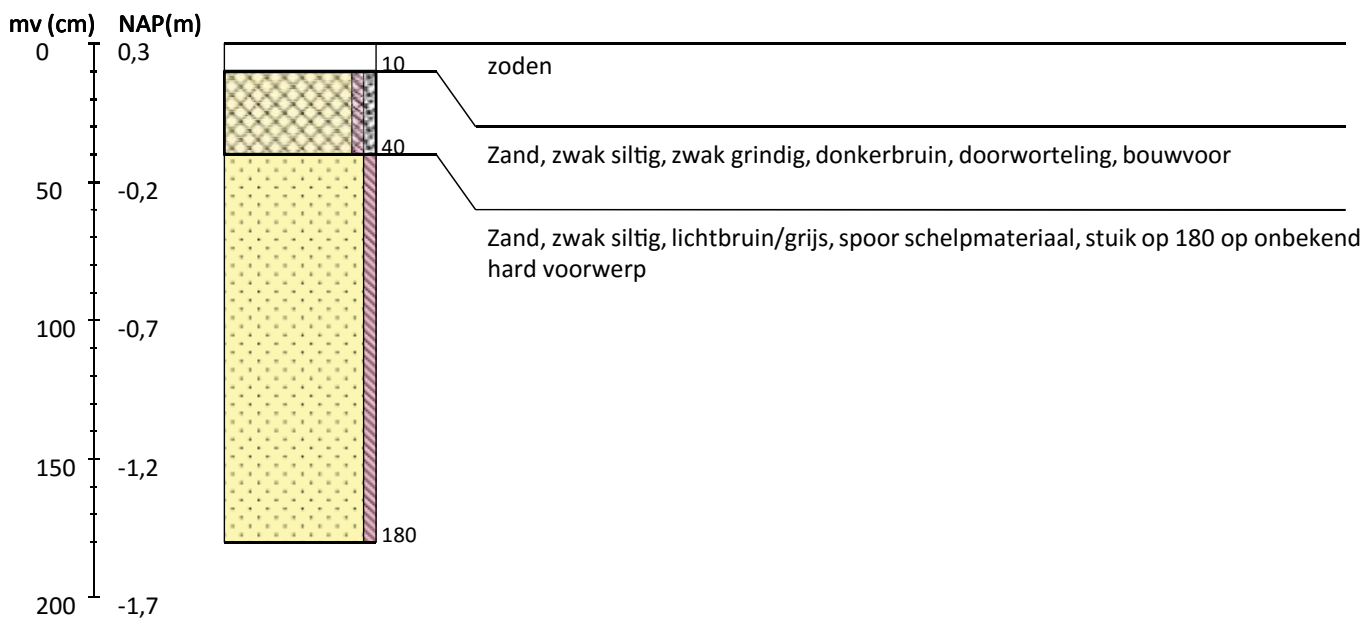 mv (cm) NAP(m)
0 0,3
10 zoden
40 Zand, zwak siltig, zwak grindig, donkerbruin, doorworteling, bouwvoor
50 -0,2
Zand, zwak siltig, lichtbruin/grijs, spoor schelpmateriaal, stuik op 180 op onbekend
hard voorwerp
100 -0,7
150 -1,2
180
200 -1,7